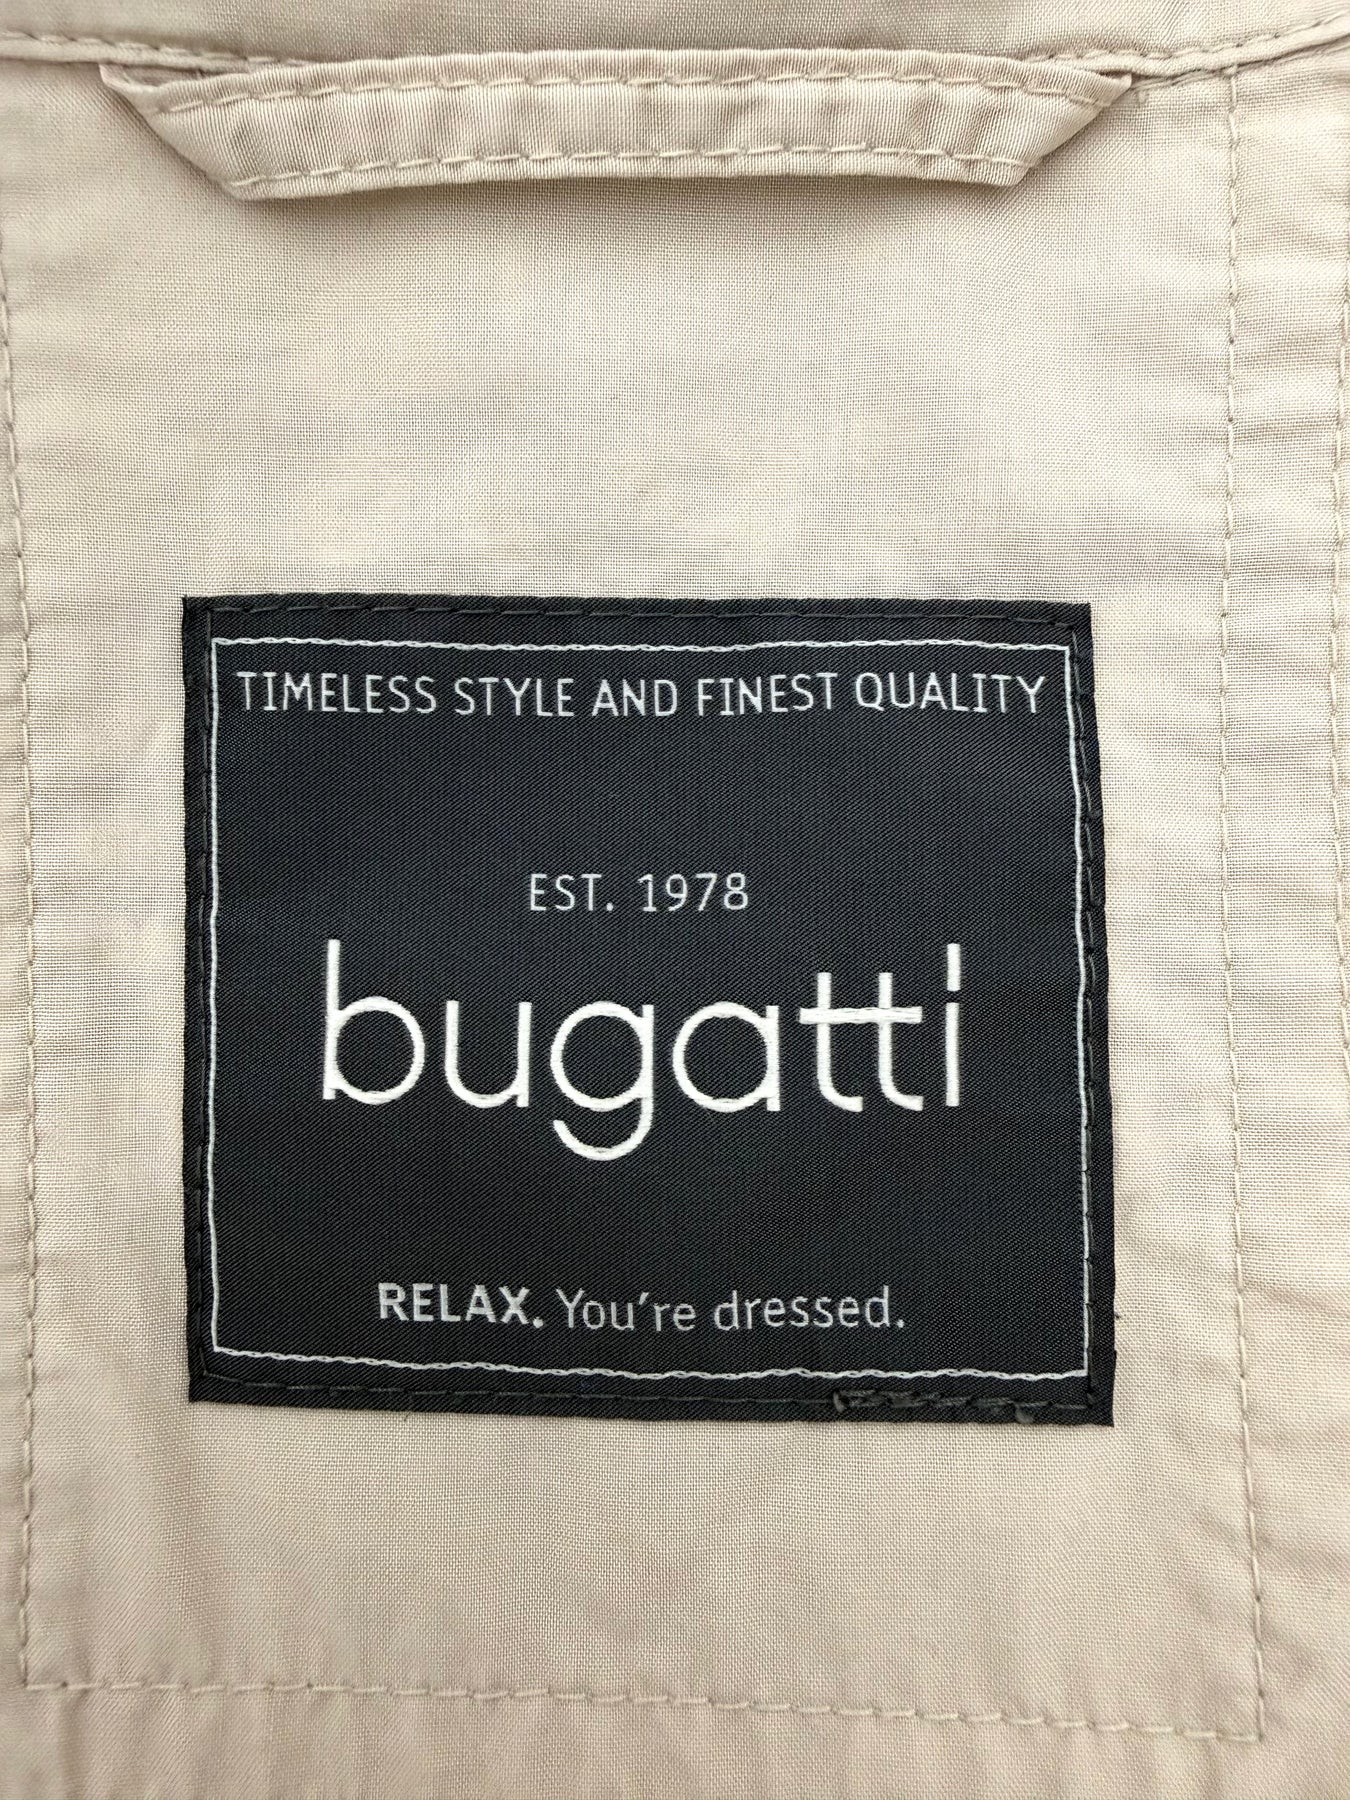 TIMELESS STYLE AND FINEST QUALITY
EST. 1978
bugatti
RELAX. You're dressed.